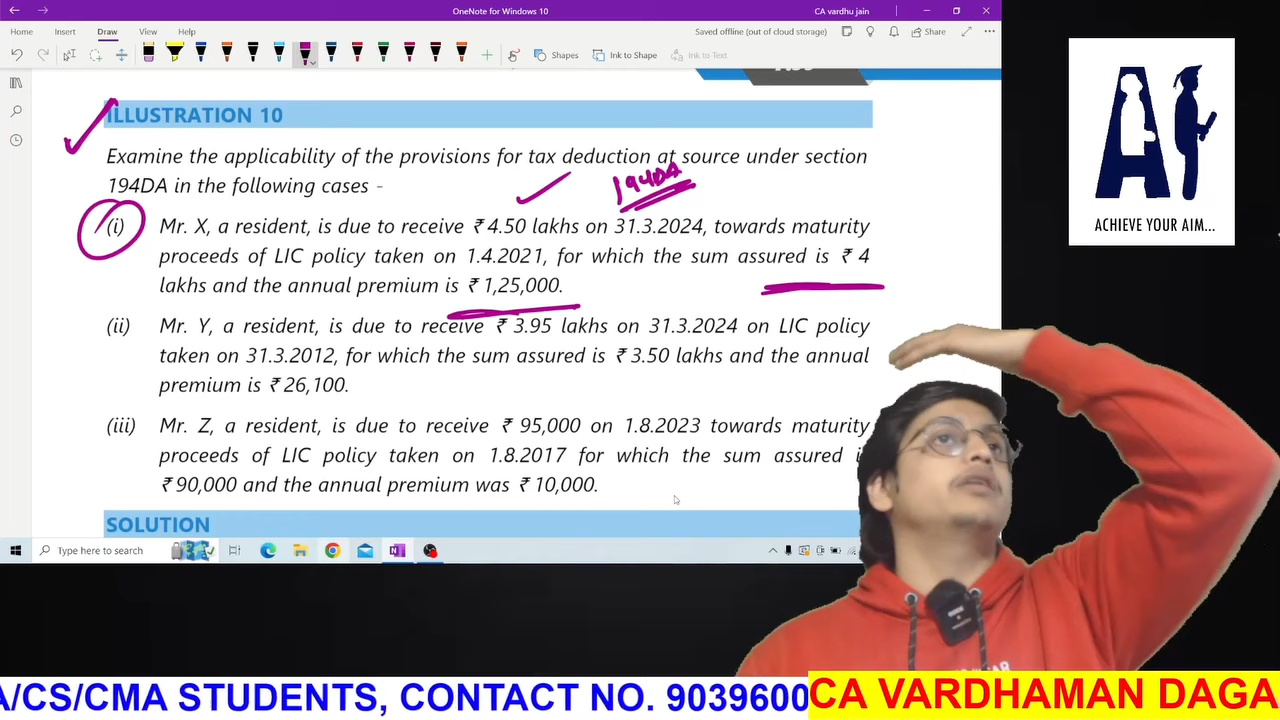 OneNote for Windows 10
CA vardhu jain
Home Insert Draw View Help
Saved offline (out of cloud storage)
Share
Shapes
Ink to Shape
Ink to Text
ILLUSTRATION 10
Examine the applicability of the provisions for tax deduction at source under section
194DA in the following cases -
194DA
(i) Mr. X, a resident, is due to receive ₹ 4.50 lakhs on 31.3.2024, towards maturity
proceeds of LIC policy taken on 1.4.2021, for which the sum assured is ₹ 4
lakhs and the annual premium is ₹ 1,25,000.
(ii) Mr. Y, a resident, is due to receive ₹ 3.95 lakhs on 31.3.2024 on LIC policy
taken on 31.3.2012, for which the sum assured is ₹ 3.50 lakhs and the annual
premium is ₹ 26,100.
(iii) Mr. Z, a resident, is due to receive ₹ 95,000 on 1.8.2023 towards maturity
proceeds of LIC policy taken on 1.8.2017 for which the sum assured
₹ 90,000 and the annual premium was ₹ 10,000.
SOLUTION
Type here to search
AI
ACHIEVE YOUR AIM...
A/CS/CMA STUDENTS, CONTACT NO. 9039600
CA VARDHAMAN DAGA